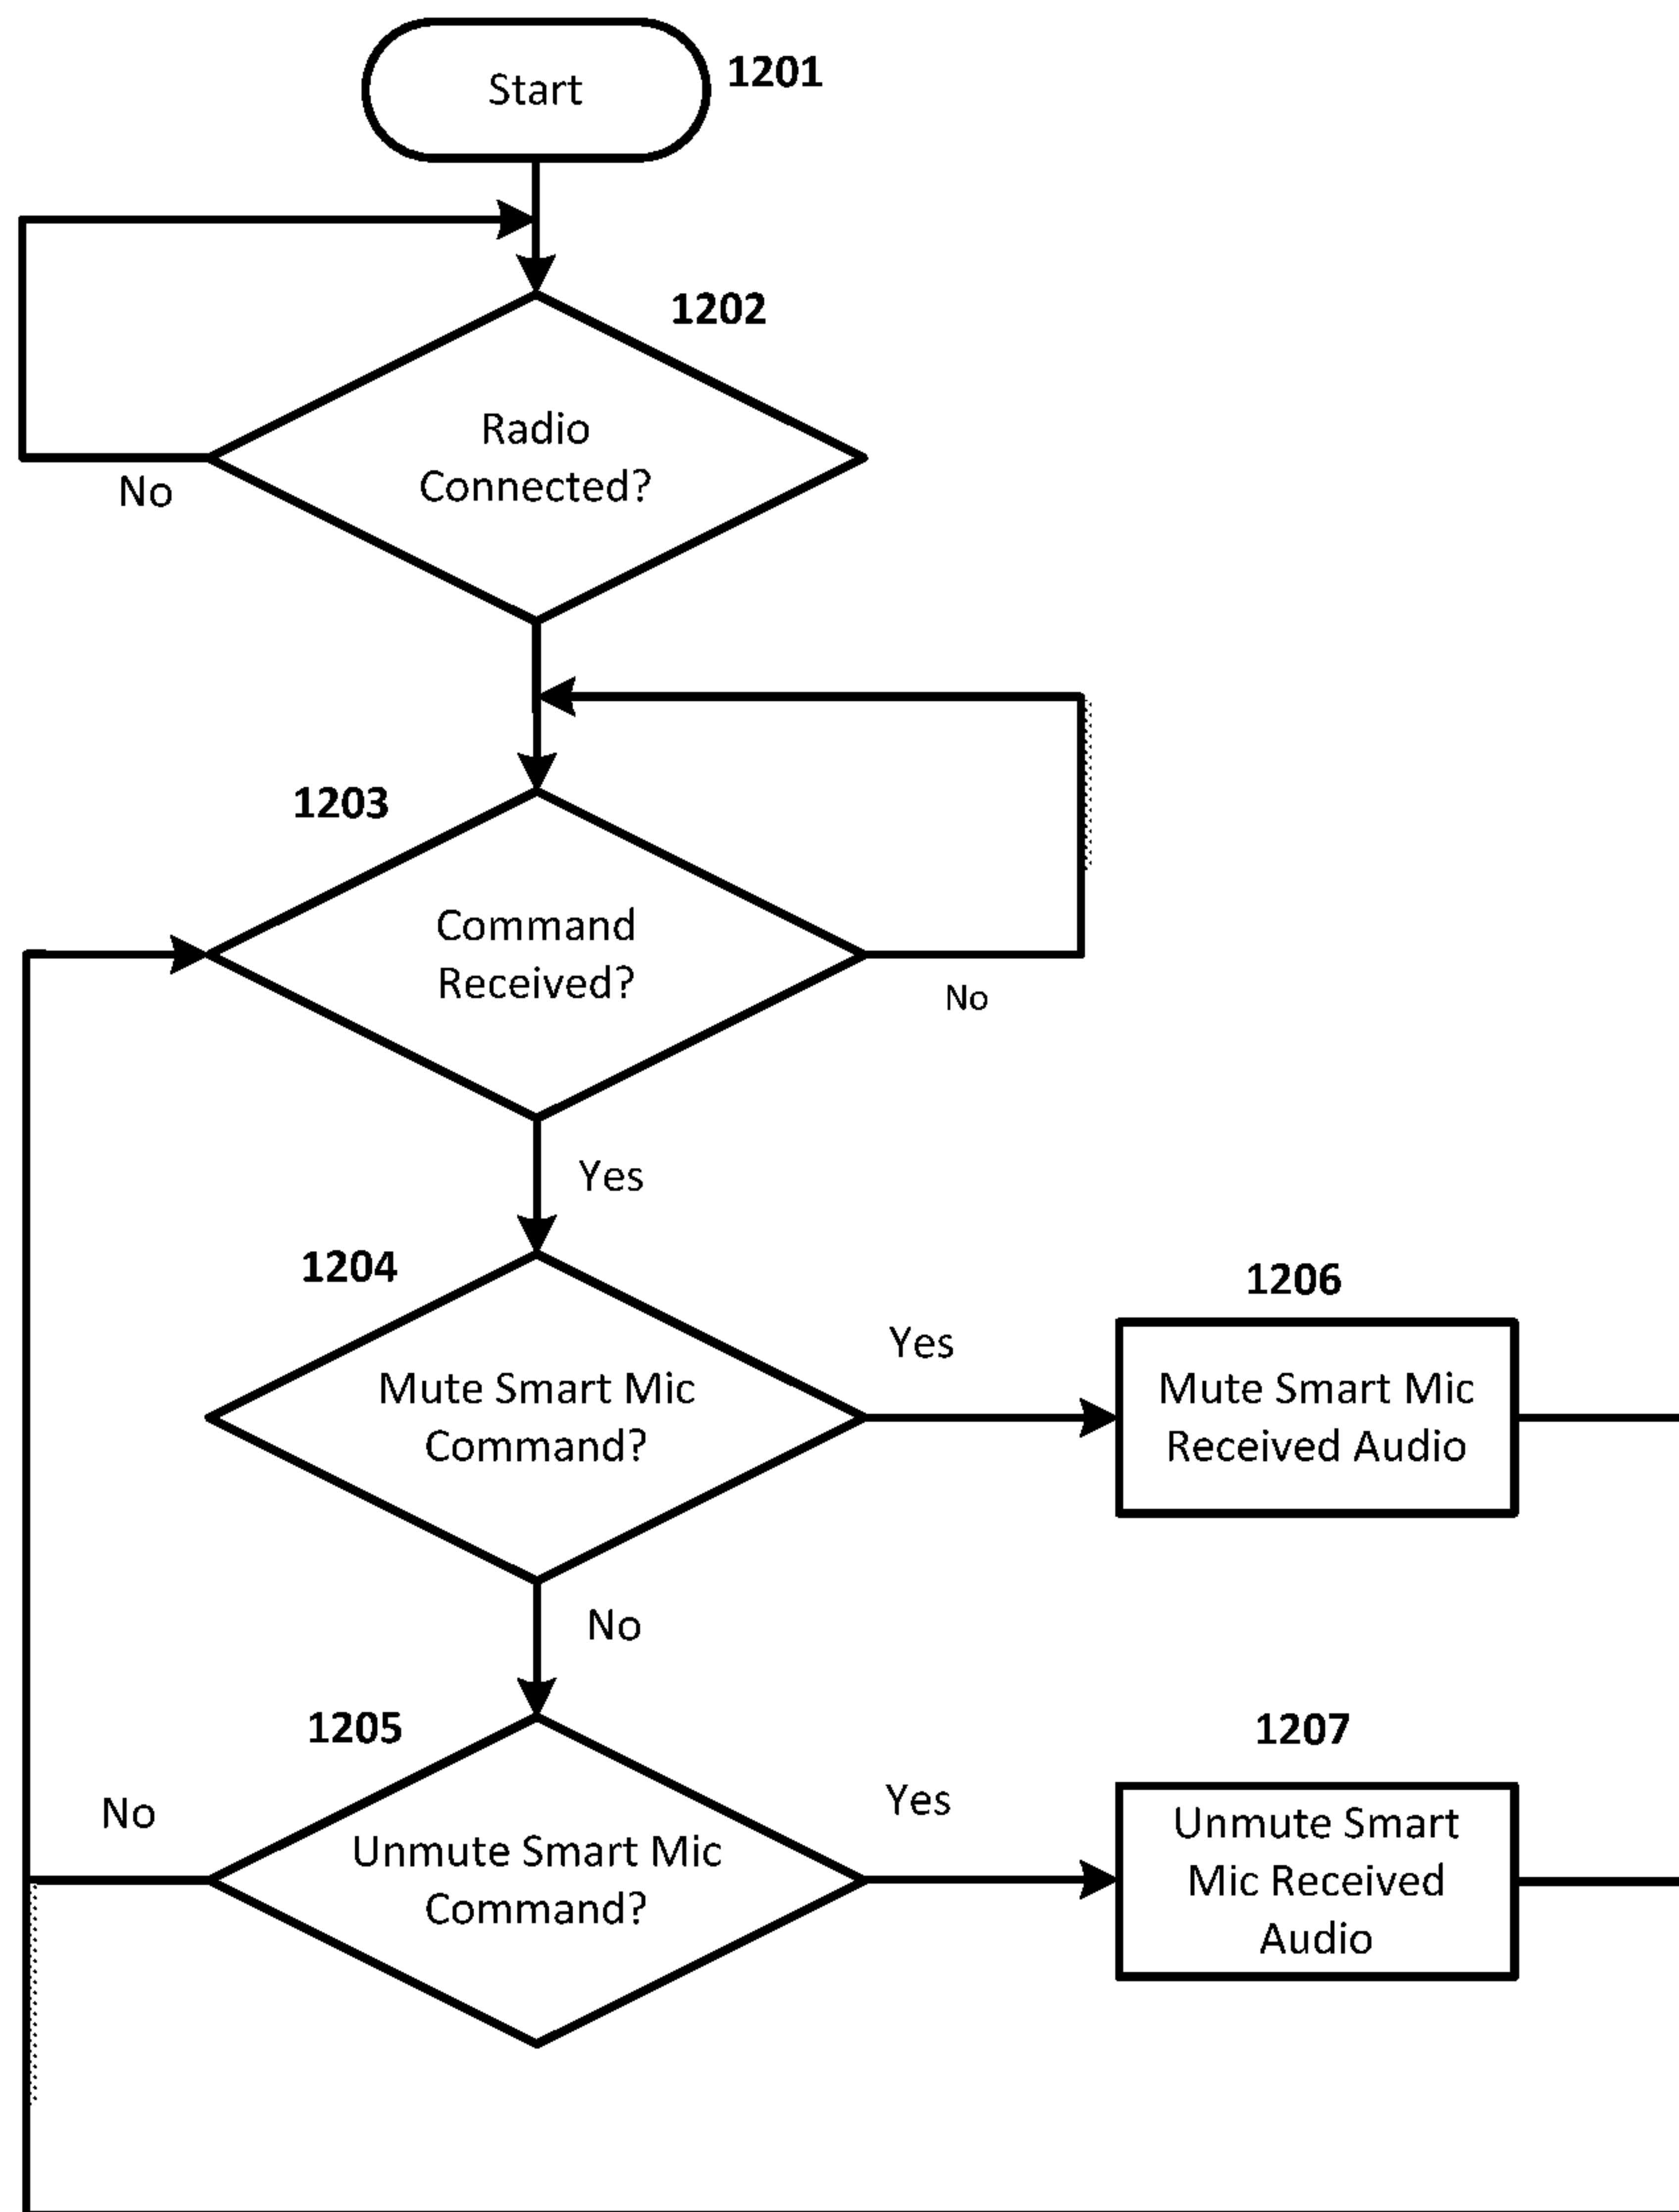 Start
1201
1202
Radio
Connected?
No
1203
Command
Received?
No
Yes
1204
Mute Smart Mic
Command?
Yes
1206
Mute Smart Mic
Received Audio
No
1205
Unmute Smart Mic
Command?
No
Yes
1207
Unmute Smart
Mic Received
Audio